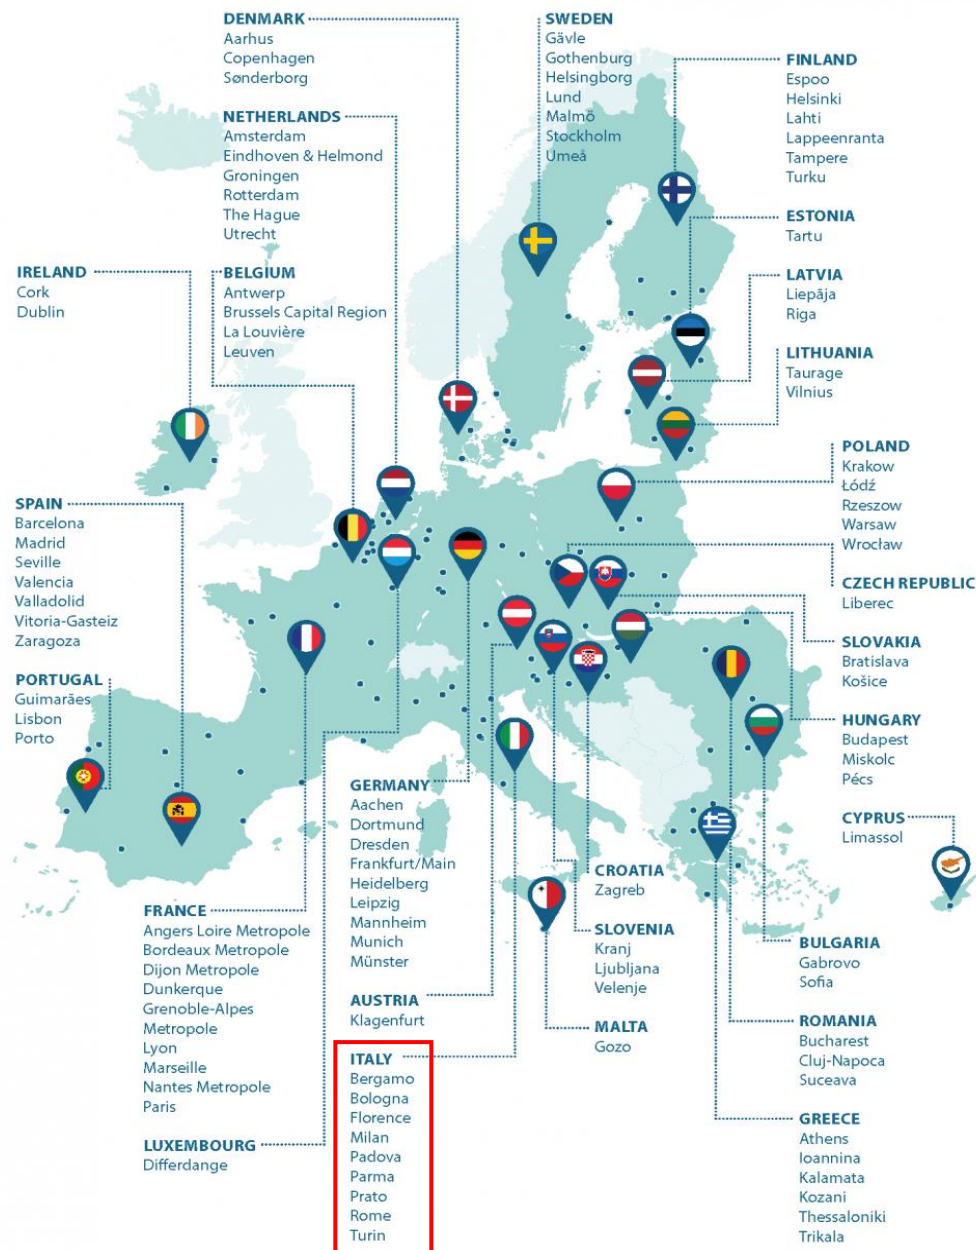 DENMARK
Aarhus
Copenhagen
Sønderborg
SWEDEN
Gävle
Gothenburg
Helsingborg
Lund
Malmö
Stockholm
Umeå
FINLAND
Espoo
Helsinki
Lahti
Lappeenranta
Tampere
Turku
NETHERLANDS
Amsterdam
Eindhoven & Helmond
Groningen
Rotterdam
The Hague
Utrecht
ESTONIA
Tartu
IRELAND
Cork
Dublin
BELGIUM
Antwerp
Brussels Capital Region
La Louvière
Leuven
LATVIA
Liepāja
Riga
LITHUANIA
Taurage
Vilnius
POLAND
Krakow
Łódź
Rzeszow
Warsaw
Wrocław
SPAIN
Barcelona
Madrid
Seville
Valencia
Valladolid
Vitoria-Gasteiz
Zaragoza
CZECH REPUBLIC
Liberec
SLOVAKIA
Bratislava
Košice
PORTUGAL
Guimarães
Lisbon
Porto
HUNGARY
Budapest
Miskolc
Pécs
GERMANY
Aachen
Dortmund
Dresden
Frankfurt/Main
Heidelberg
Leipzig
Mannheim
Munich
Münster
CYPRUS
Limassol
CROATIA
Zagreb
FRANCE
Angers Loire Metropole
Bordeaux Metropole
Dijon Metropole
Dunkerque
Grenoble-Alpes
Metropole
Lyon
Marseille
Nantes Metropole
Paris
SLOVENIA
Kranj
Ljubljana
Velenje
BULGARIA
Gabrovo
Sofia
AUSTRIA
Klagenfurt
MALTA
Gozo
ROMANIA
Bucharest
Cluj-Napoca
Suceava
ITALY
Bergamo
Bologna
Florence
Milan
Padova
Parma
Prato
Rome
Turin
GREECE
Athens
Ioannina
Kalamata
Kozani
Thessaloniki
Trikala
LUXEMBOURG
Differdange